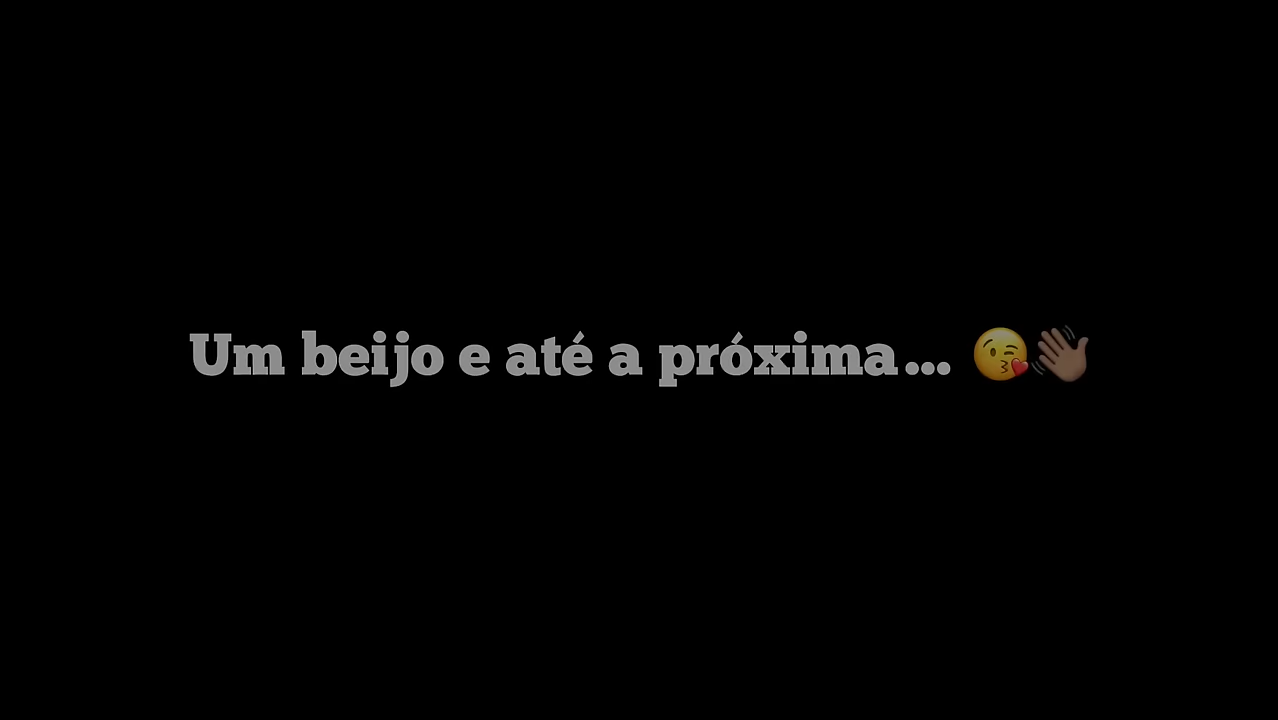 Um beijo e até a próxima... 😘👋🏽